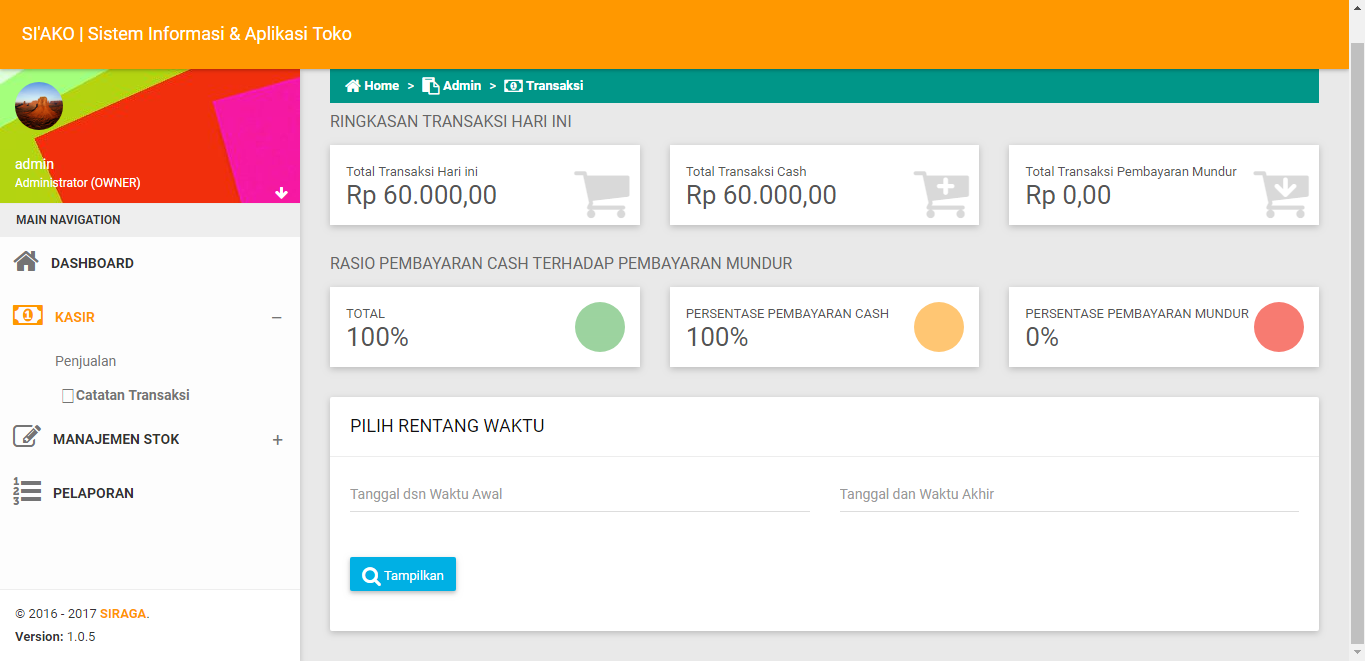 SI'AKO | Sistem Informasi & Aplikasi Toko
admin
Administrator (OWNER)
MAIN NAVIGATION
DASHBOARD
KASIR
Penjualan
Catatan Transaksi
MANAJEMEN STOK
PELAPORAN
© 2016 - 2017 SIRAGA.
Version: 1.0.5
Home > Admin > Transaksi
RINGKASAN TRANSAKSI HARI INI
Total Transaksi Hari ini
Rp 60.000,00
Total Transaksi Cash
Rp 60.000,00
Total Transaksi Pembayaran Mundur
Rp 0,00
RASIO PEMBAYARAN CASH TERHADAP PEMBAYARAN MUNDUR
TOTAL
100%
PERSENTASE PEMBAYARAN CASH
100%
PERSENTASE PEMBAYARAN MUNDUR
0%
PILIH RENTANG WAKTU
Tanggal dsn Waktu Awal
Tanggal dan Waktu Akhir
Tampilkan